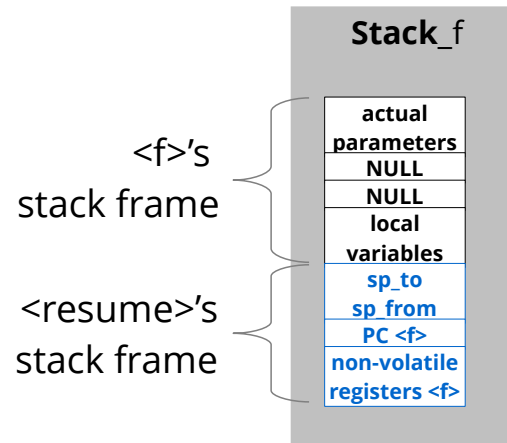 Stack_f
<f>'s
stack frame
actual
parameters
NULL
NULL
local
variables
<resume>'s
stack frame
sp_to
sp_from
PC <f>
non-volatile
registers <f>